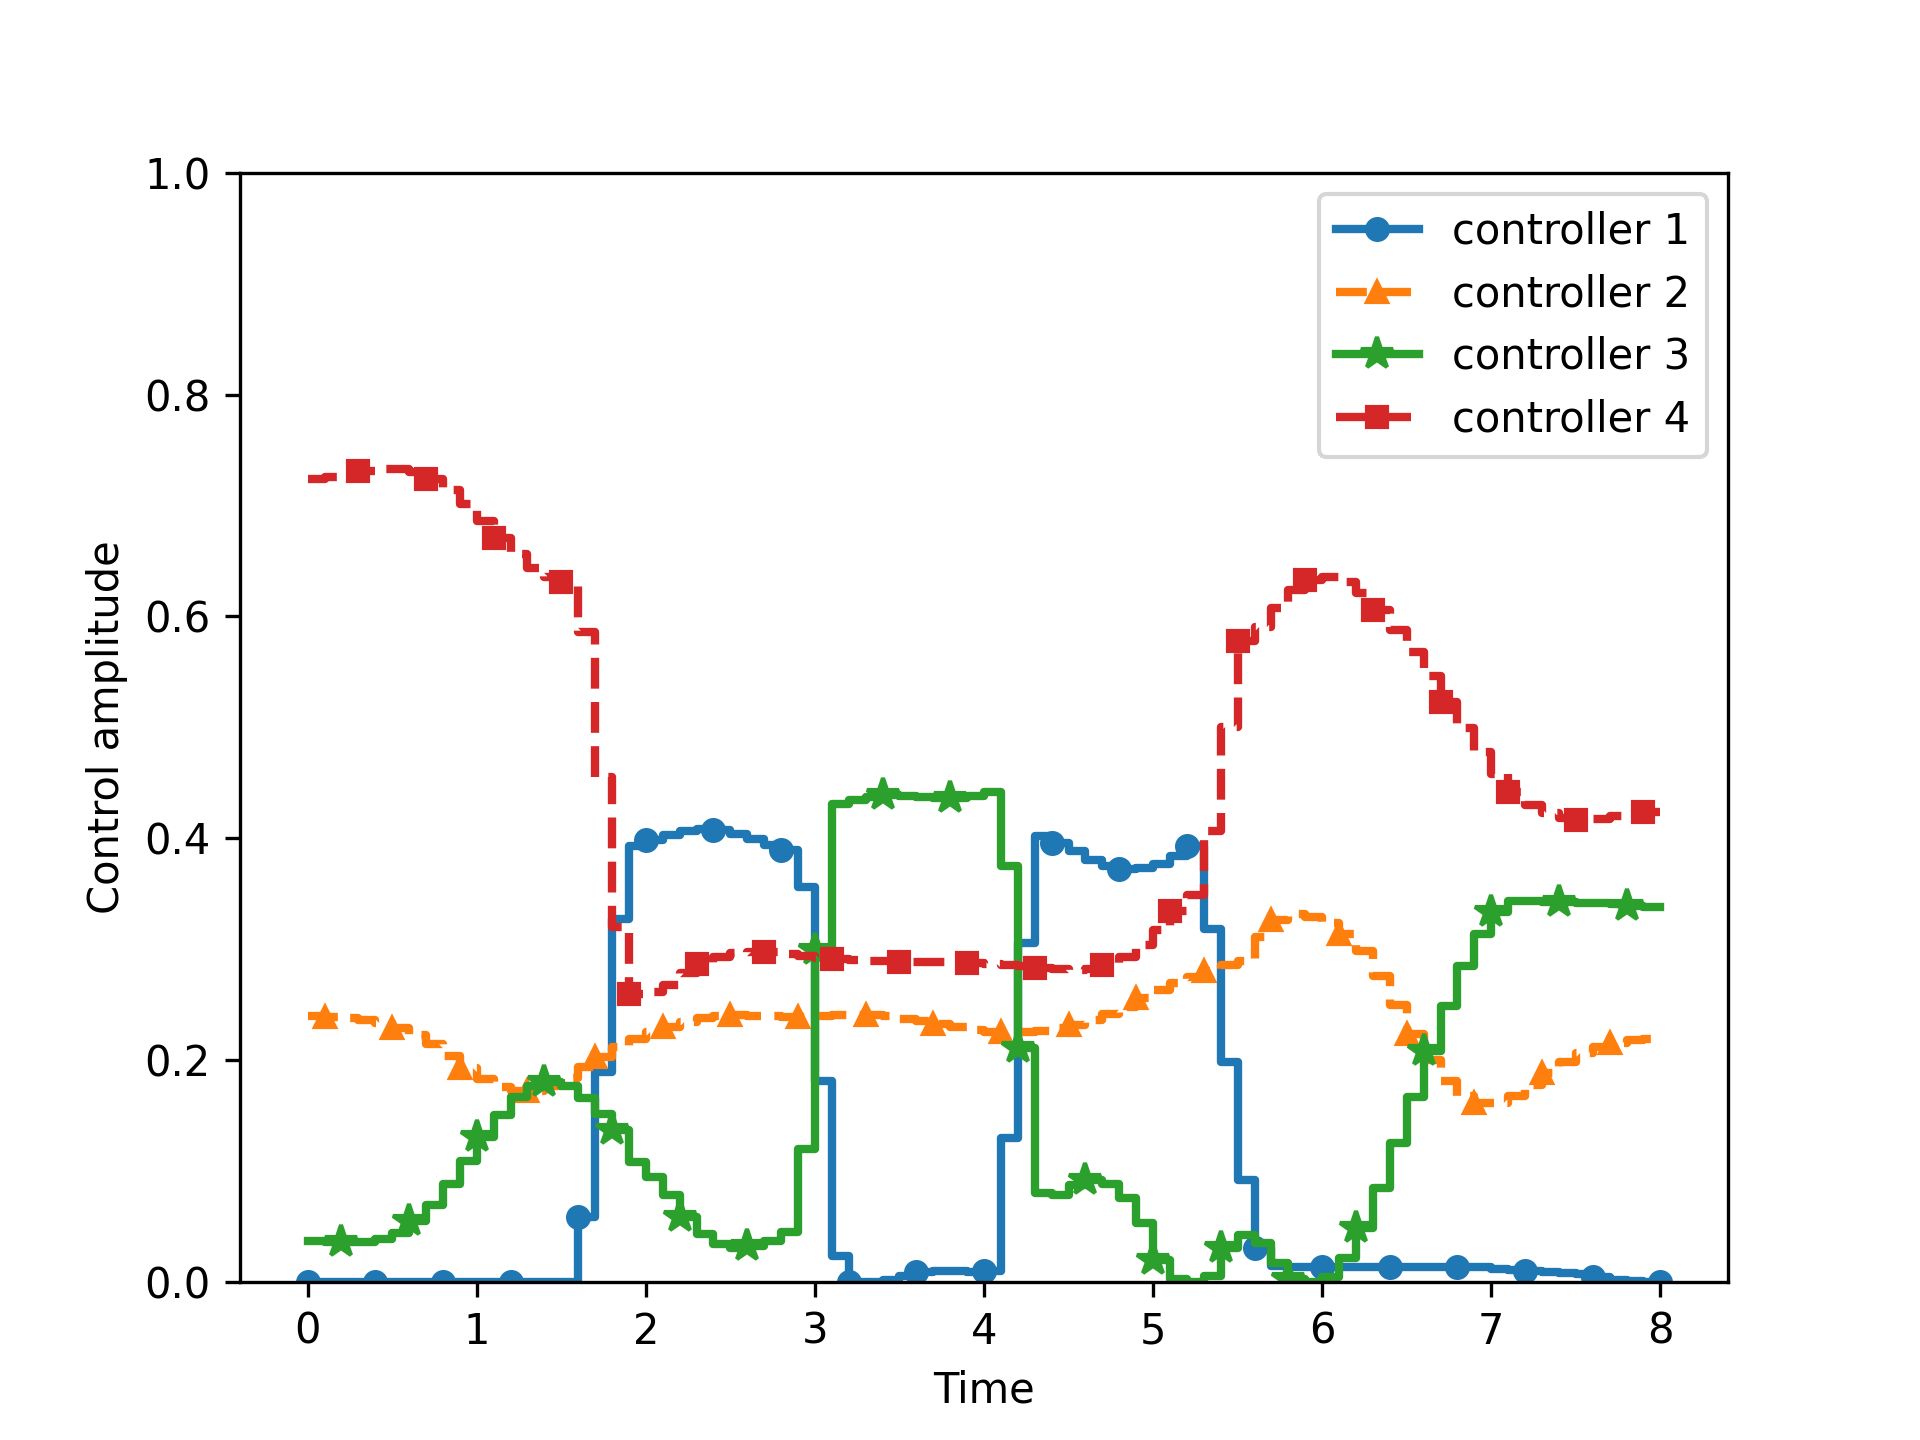 1.0
0.8
0.6
0.4
0.2
0.0
Control amplitude
controller 1
controller 2
controller 3
controller 4
0 1 2 3 4 5 6 7 8
Time